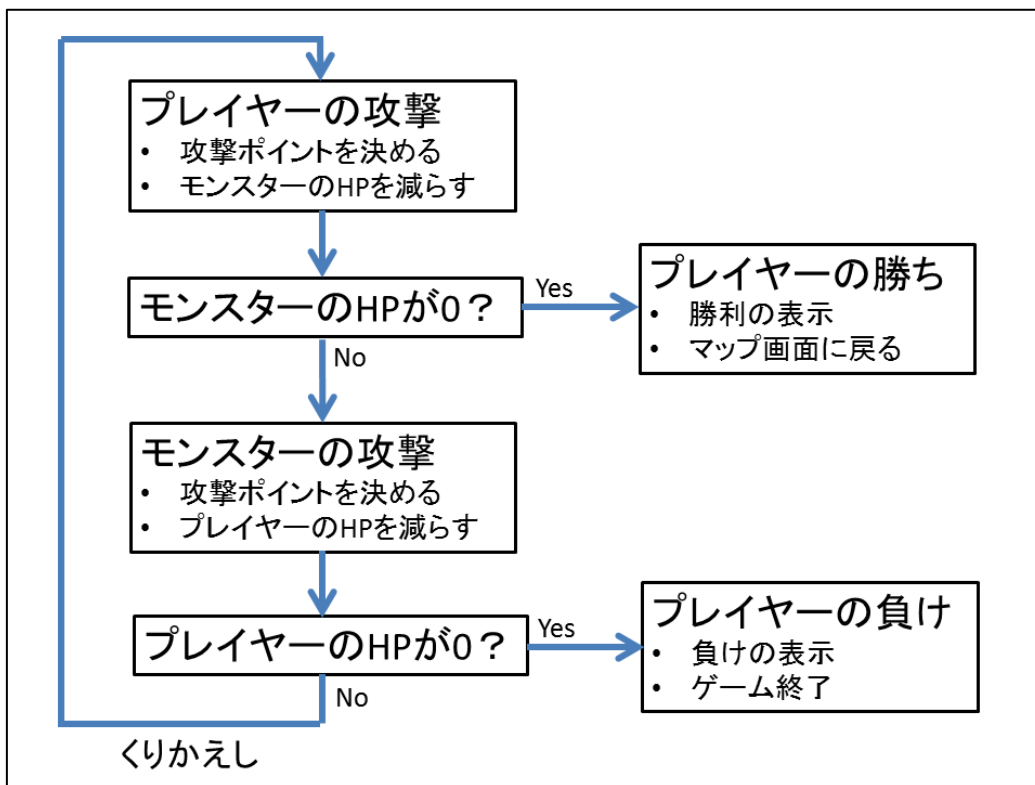 プレイヤーの攻撃
• 攻撃ポイントを決める
• モンスターのHPを減らす
モンスターのHPが0？
Yes
プレイヤーの勝ち
• 勝利の表示
• マップ画面に戻る
No
モンスターの攻撃
• 攻撃ポイントを決める
• プレイヤーのHPを減らす
プレイヤーのHPが0？
Yes
プレイヤーの負け
• 負けの表示
• ゲーム終了
No
くりかえし